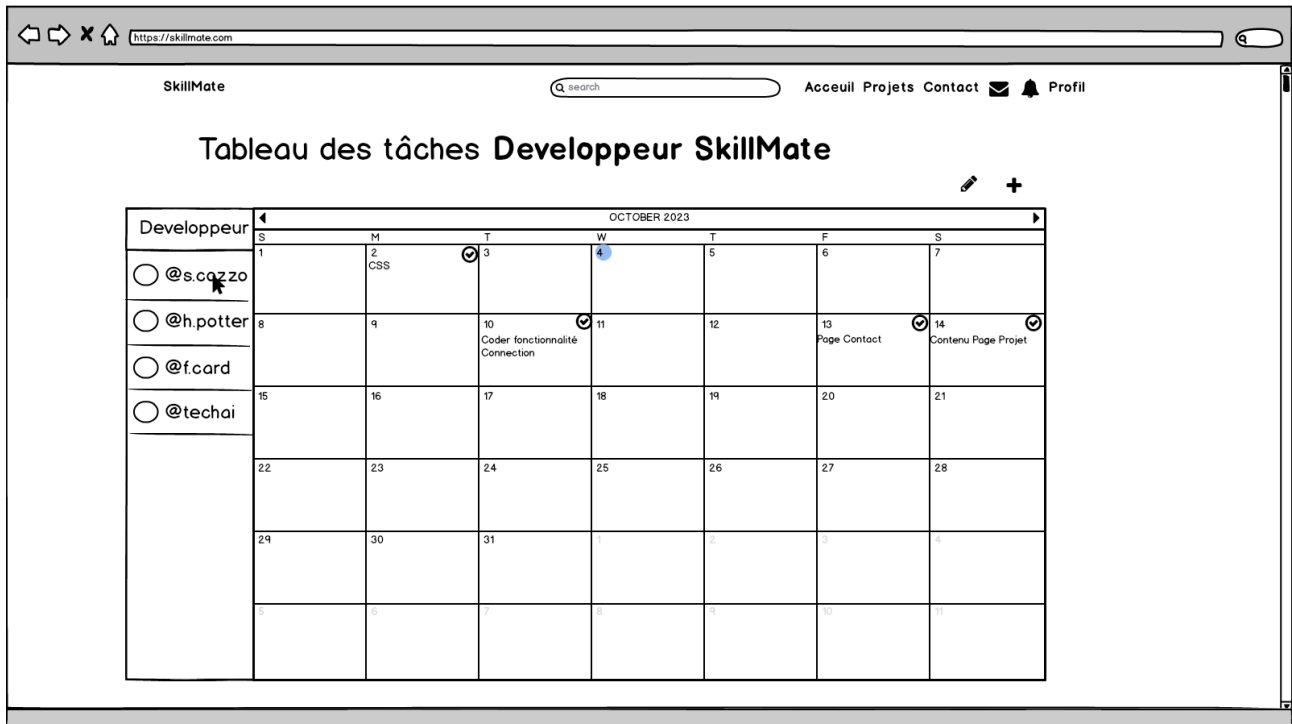 https://skillmate.com
SkillMate
search
Acceuil Projets Contact Profil
Tableau des tâches Developpeur SkillMate
Developpeur
@s.cozzo
@h.potter
@f.card
@techai
OCTOBER 2023
S M T W T F S
1 2 3 4 5 6 7
CSS
8 9 10 11 12 13 14
Coder fonctionnalité Page Contact Contenu Page Projet
Connection
15 16 17 18 19 20 21
22 23 24 25 26 27 28
29 30 31 1 2 3 4
5 6 7 8 9 10 11